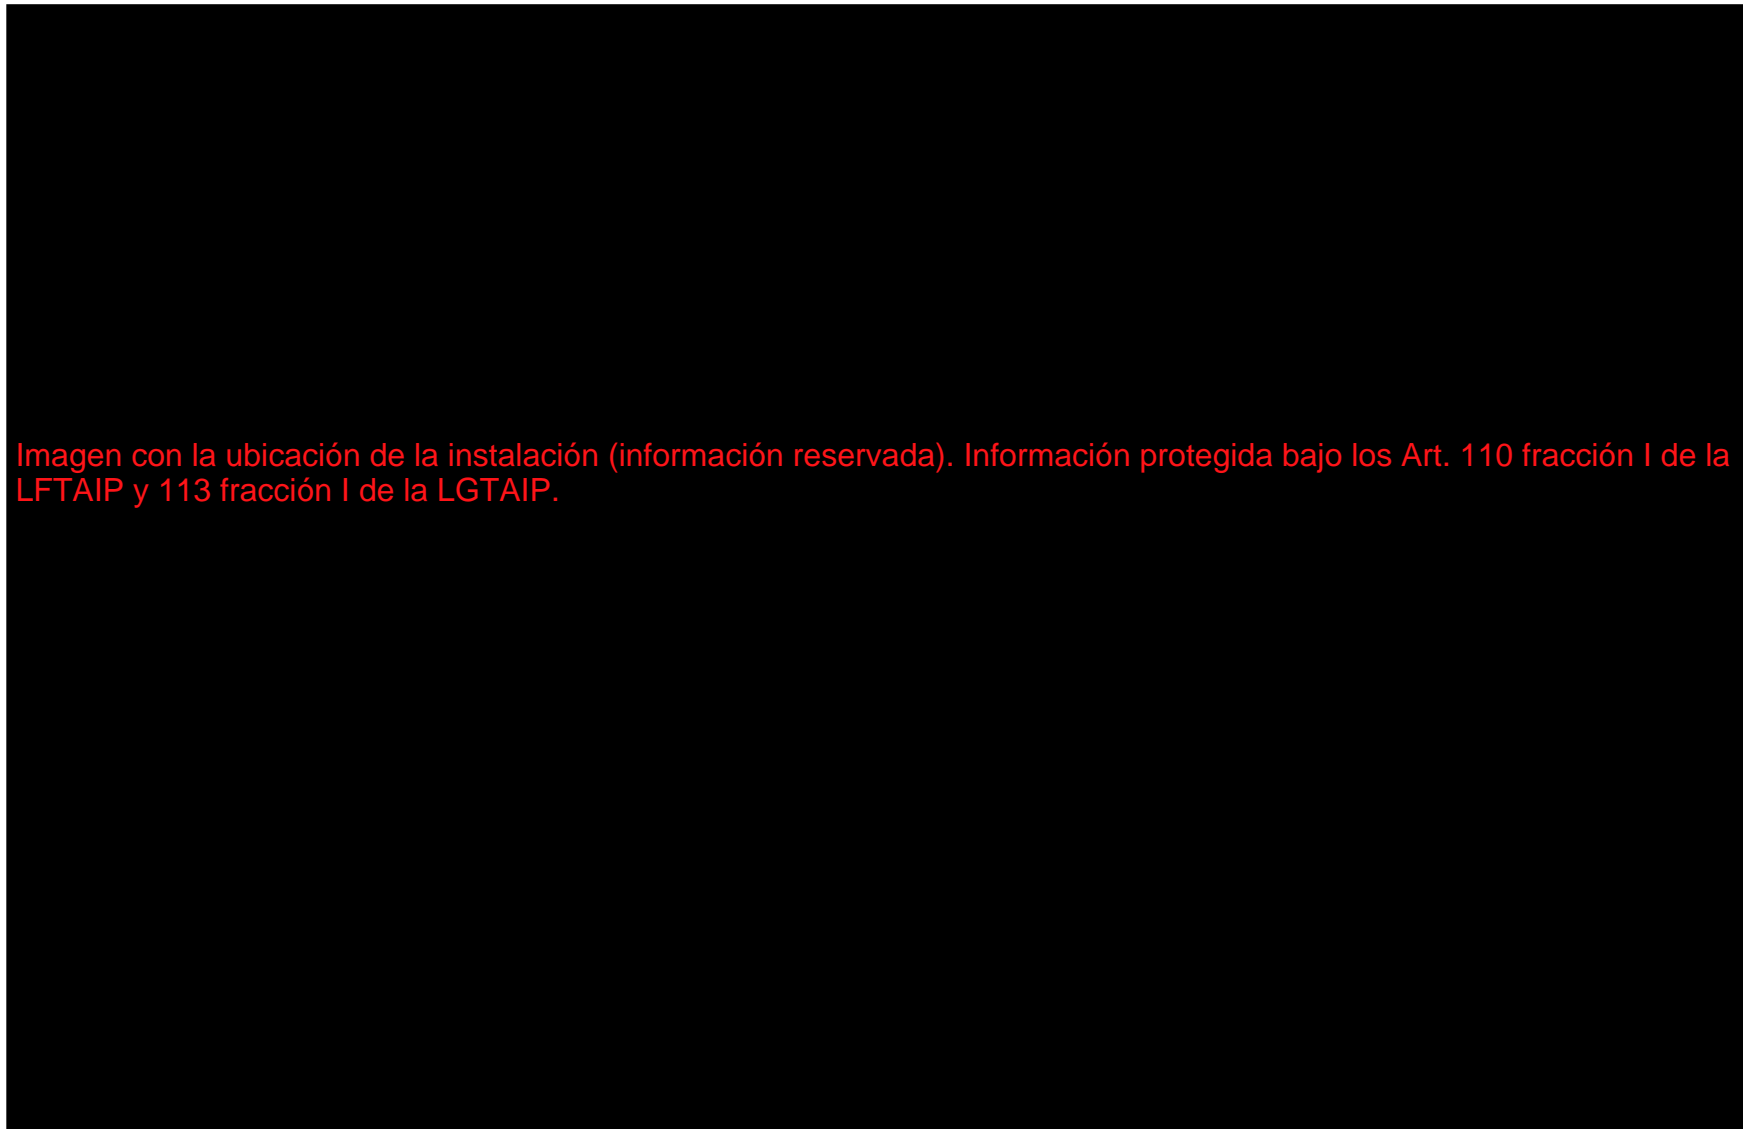 Imagen con la ubicación de la instalación (información reservada). Información protegida bajo los Art. 110 fracción I de la
LFTAIP y 113 fracción I de la LGTAIP.